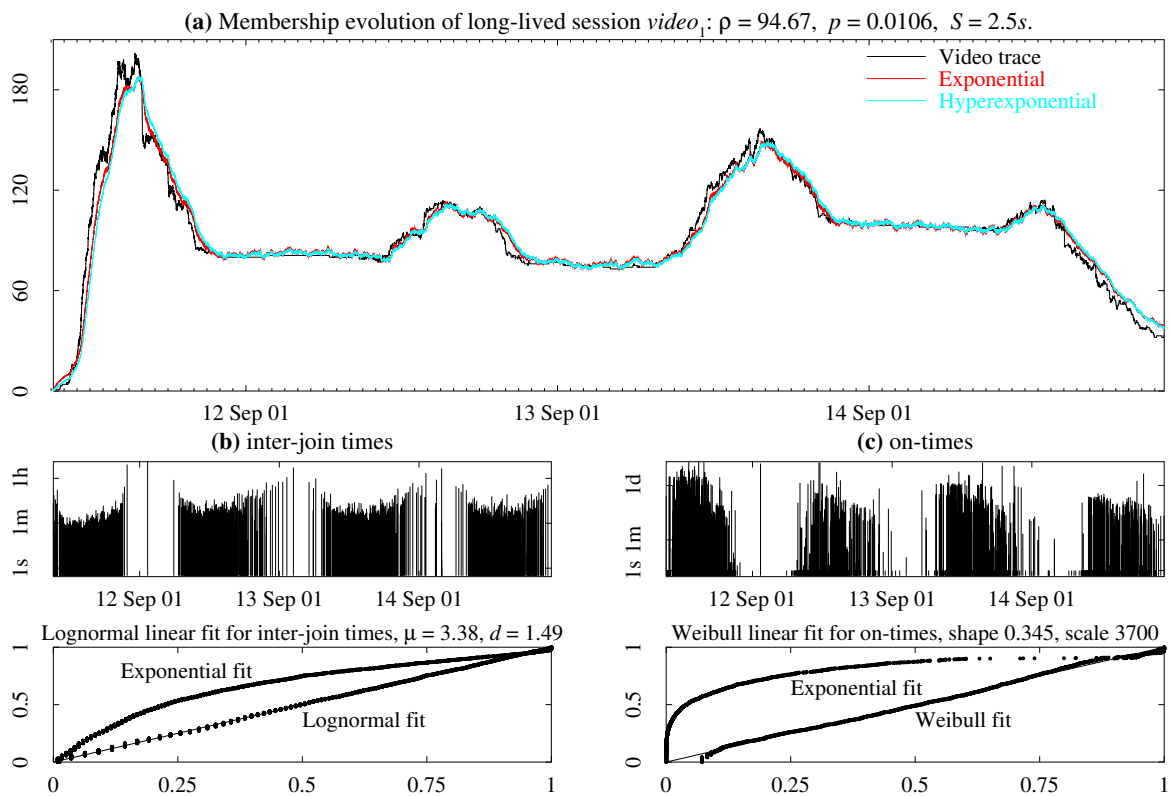 (a) Membership evolution of long-lived session video1: ρ = 94.67, p = 0.0106, S = 2.5s.
Video trace
Exponential
Hyperexponential
180
120
60
0
12 Sep 01
13 Sep 01
14 Sep 01
(b) inter-join times
1h
1m
1s
12 Sep 01
13 Sep 01
14 Sep 01
(c) on-times
1d
1m
1s
12 Sep 01
13 Sep 01
14 Sep 01
Lognormal linear fit for inter-join times, μ = 3.38, d = 1.49
Exponential fit
Lognormal fit
1
0.5
0
0
0.25
0.5
0.75
1
Weibull linear fit for on-times, shape 0.345, scale 3700
Exponential fit
Weibull fit
1
0.5
0
0
0.25
0.5
0.75
1